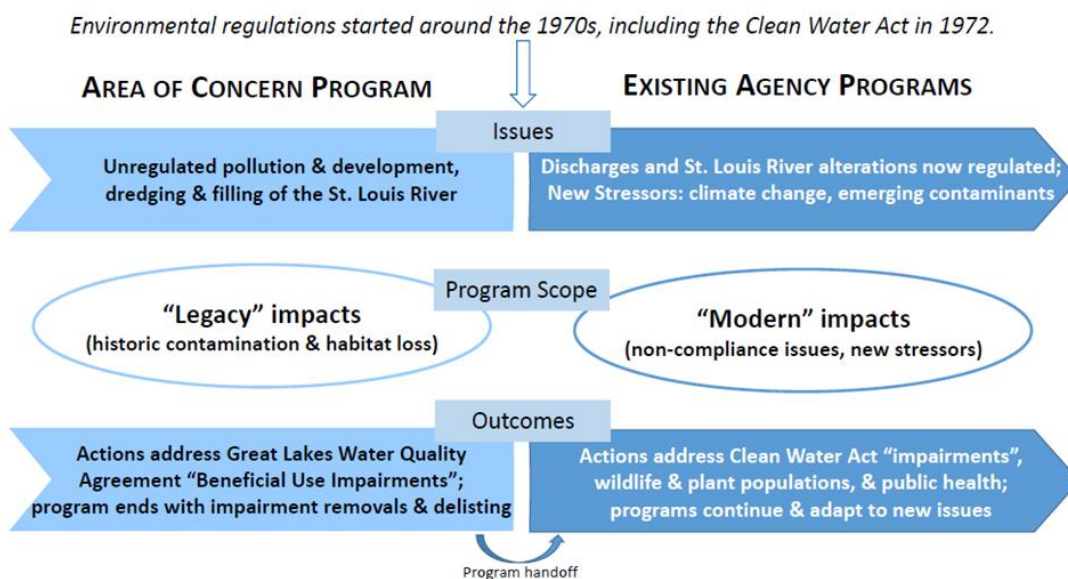 Environmental regulations started around the 1970s, including the Clean Water Act in 1972.
AREA OF CONCERN PROGRAM
EXISTING AGENCY PROGRAMS
Issues
Unregulated pollution & development,
dredging & filling of the St. Louis River
Discharges and St. Louis River alterations now regulated;
New Stressors: climate change, emerging contaminants
Program Scope
“Legacy” impacts
(historic contamination & habitat loss)
“Modern” impacts
(non-compliance issues, new stressors)
Outcomes
Actions address Great Lakes Water Quality
Agreement “Beneficial Use Impairments”;
program ends with impairment removals & delisting
Actions address Clean Water Act “impairments”,
wildlife & plant populations, & public health;
programs continue & adapt to new issues
Program handoff